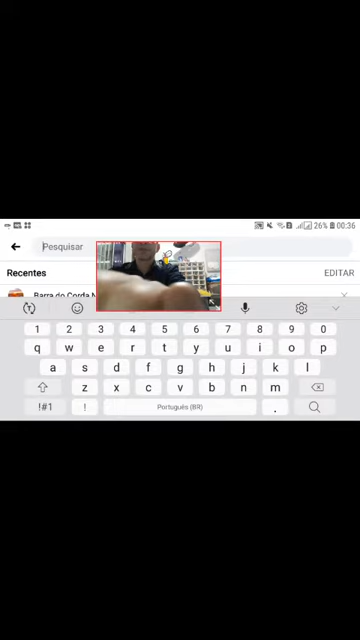 26% 00:36
Pesquisar
Recentes EDITAR
Barra do Corda N
1 2 3 4 5 6 7 8 9 0
q w e r t y u i o p
a s d f g h j k l
z x c v b n m
!#1 ! Português (BR) .